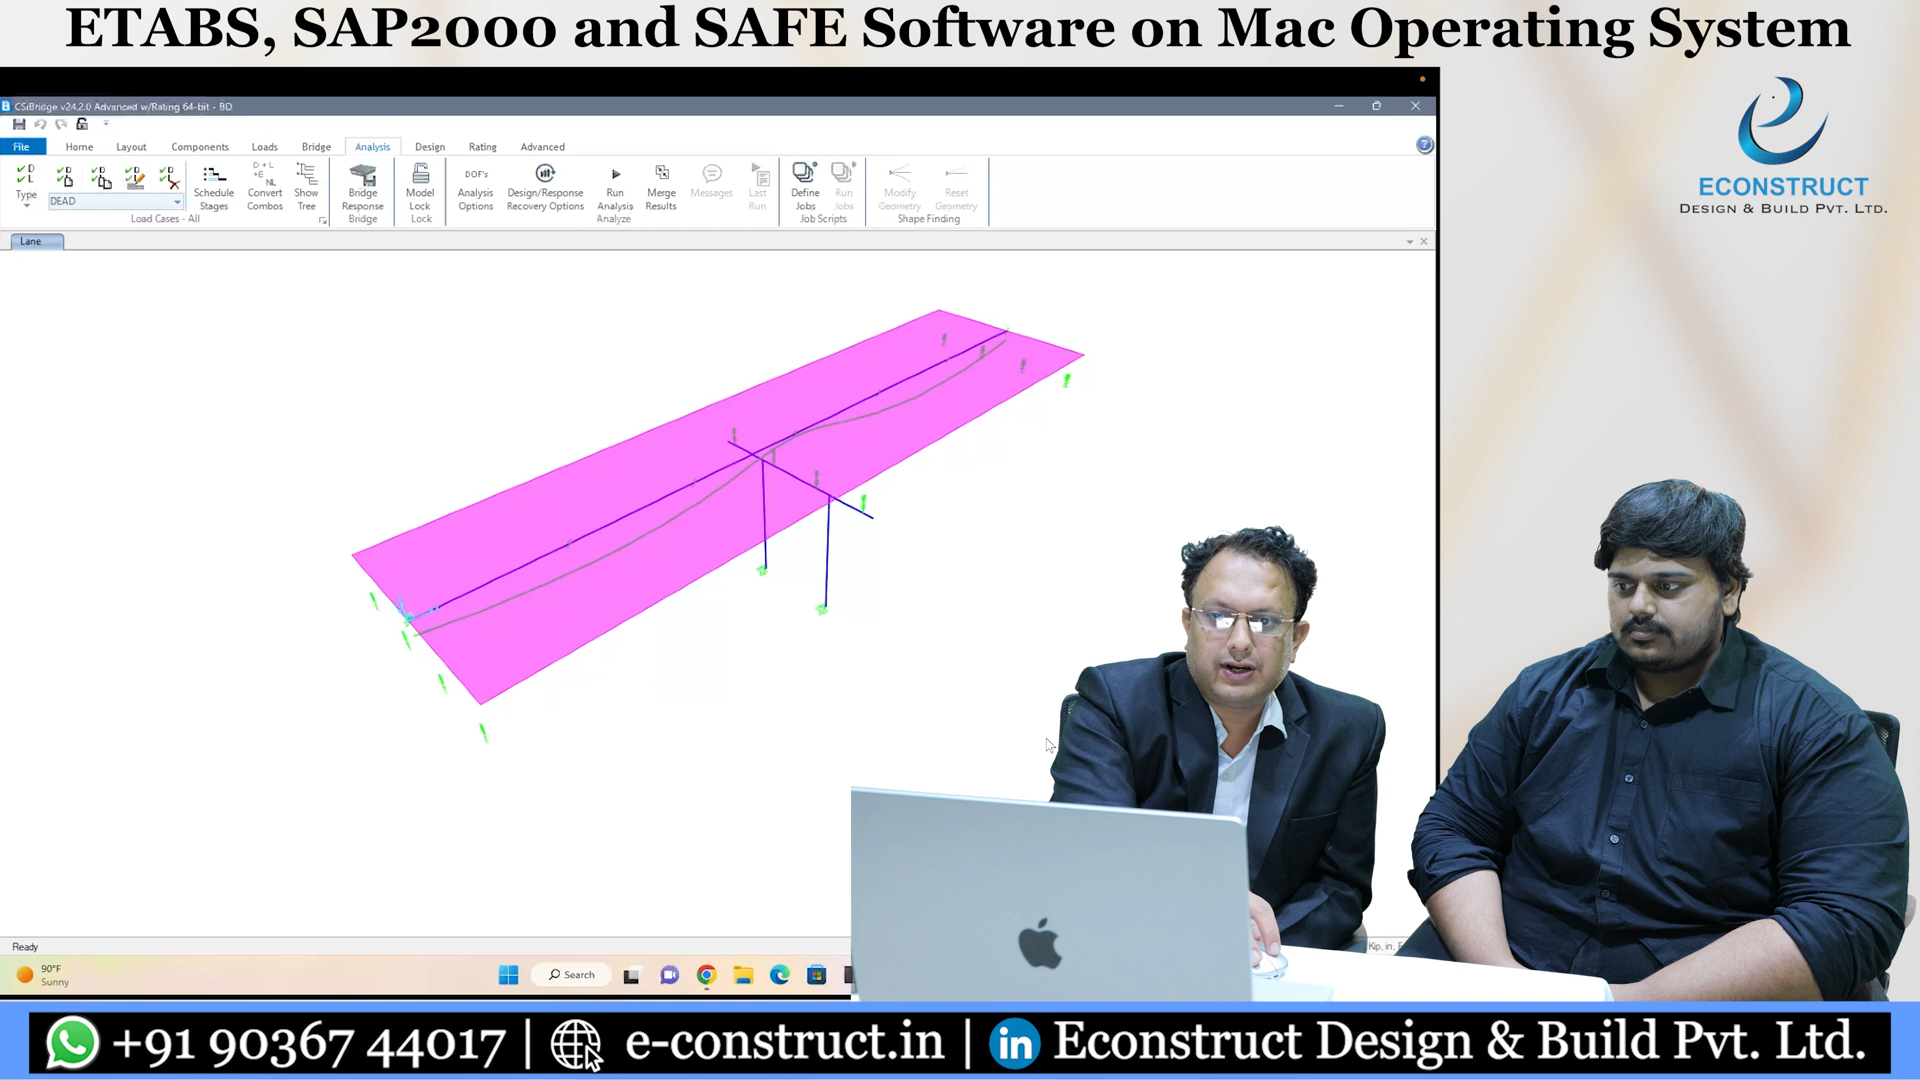 ETABS, SAP2000 and SAFE Software on Mac Operating System
CSiBridge v24.2.0 Advanced w/Rating 64-bit - BD
File Home Layout Components Loads Bridge Analysis Design Rating Advanced
Type
DEAD
Schedule Stages
Convert Combos
Show Tree
Load Cases - All
Bridge Response
Bridge
Model Lock
Lock
DOF's
Analysis Options
Design/Response Recovery Options
Run Analysis
Merge Results
Messages
Last Run
Analyze
Define Jobs
Run Jobs
Job Scripts
Modify Geometry
Reset Geometry
Shape Finding
Lane
ECONSTRUCT
DESIGN & BUILD PVT. LTD.
Ready
Kip, in,
90°F
Sunny
Search
+91 90367 44017 | e-construct.in | in Econstruct Design & Build Pvt. Ltd.